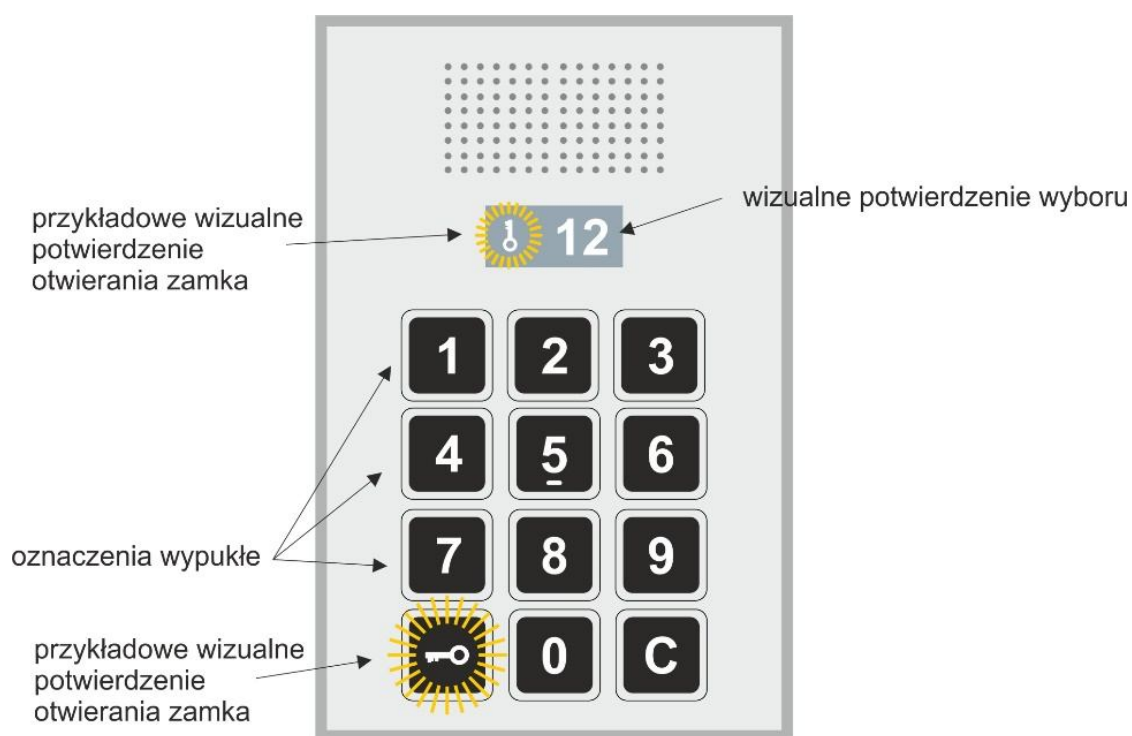 wizualne potwierdzenie wyboru
przykładowe wizualne
potwierdzenie
otwierania zamka
12
1 2 3
4 5 6
7 8 9
oznaczenia wypukłe
0 C
przykładowe wizualne
potwierdzenie
otwierania zamka